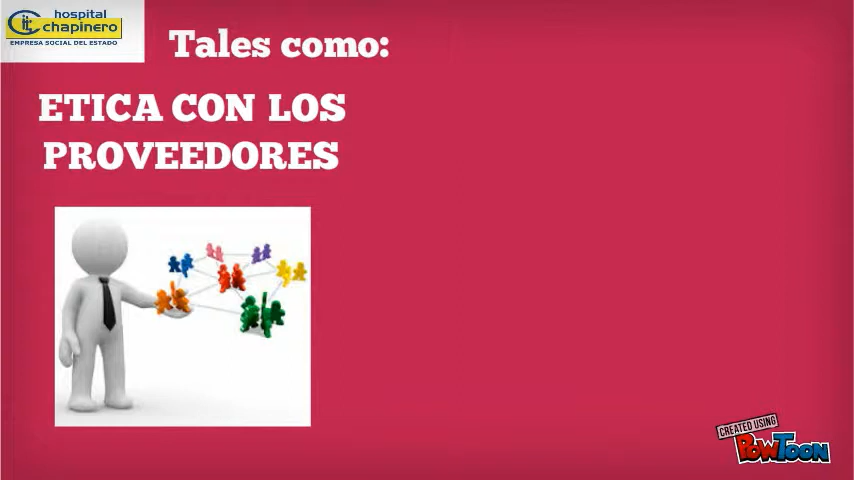 hospital
chapinero
EMPRESA SOCIAL DEL ESTADO
Tales como:
ETICA CON LOS
PROVEEDORES
CREATED USING
PowToon